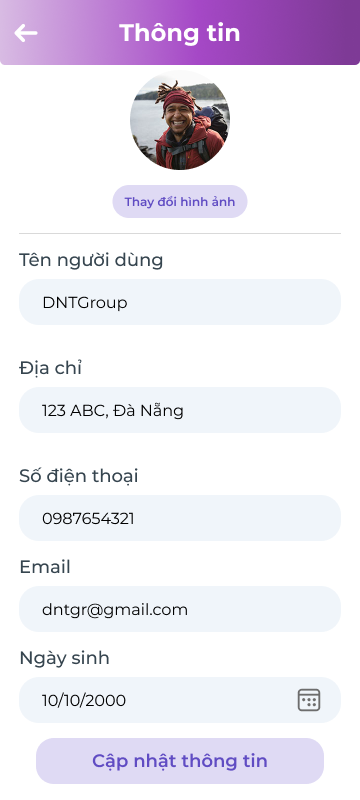 Thông tin
Thay đổi hình ảnh
Tên người dùng
DNTGroup
Địa chỉ
123 ABC, Đà Nẵng
Số điện thoại
0987654321
Email
dntgr@gmail.com
Ngày sinh
10/10/2000
Cập nhật thông tin